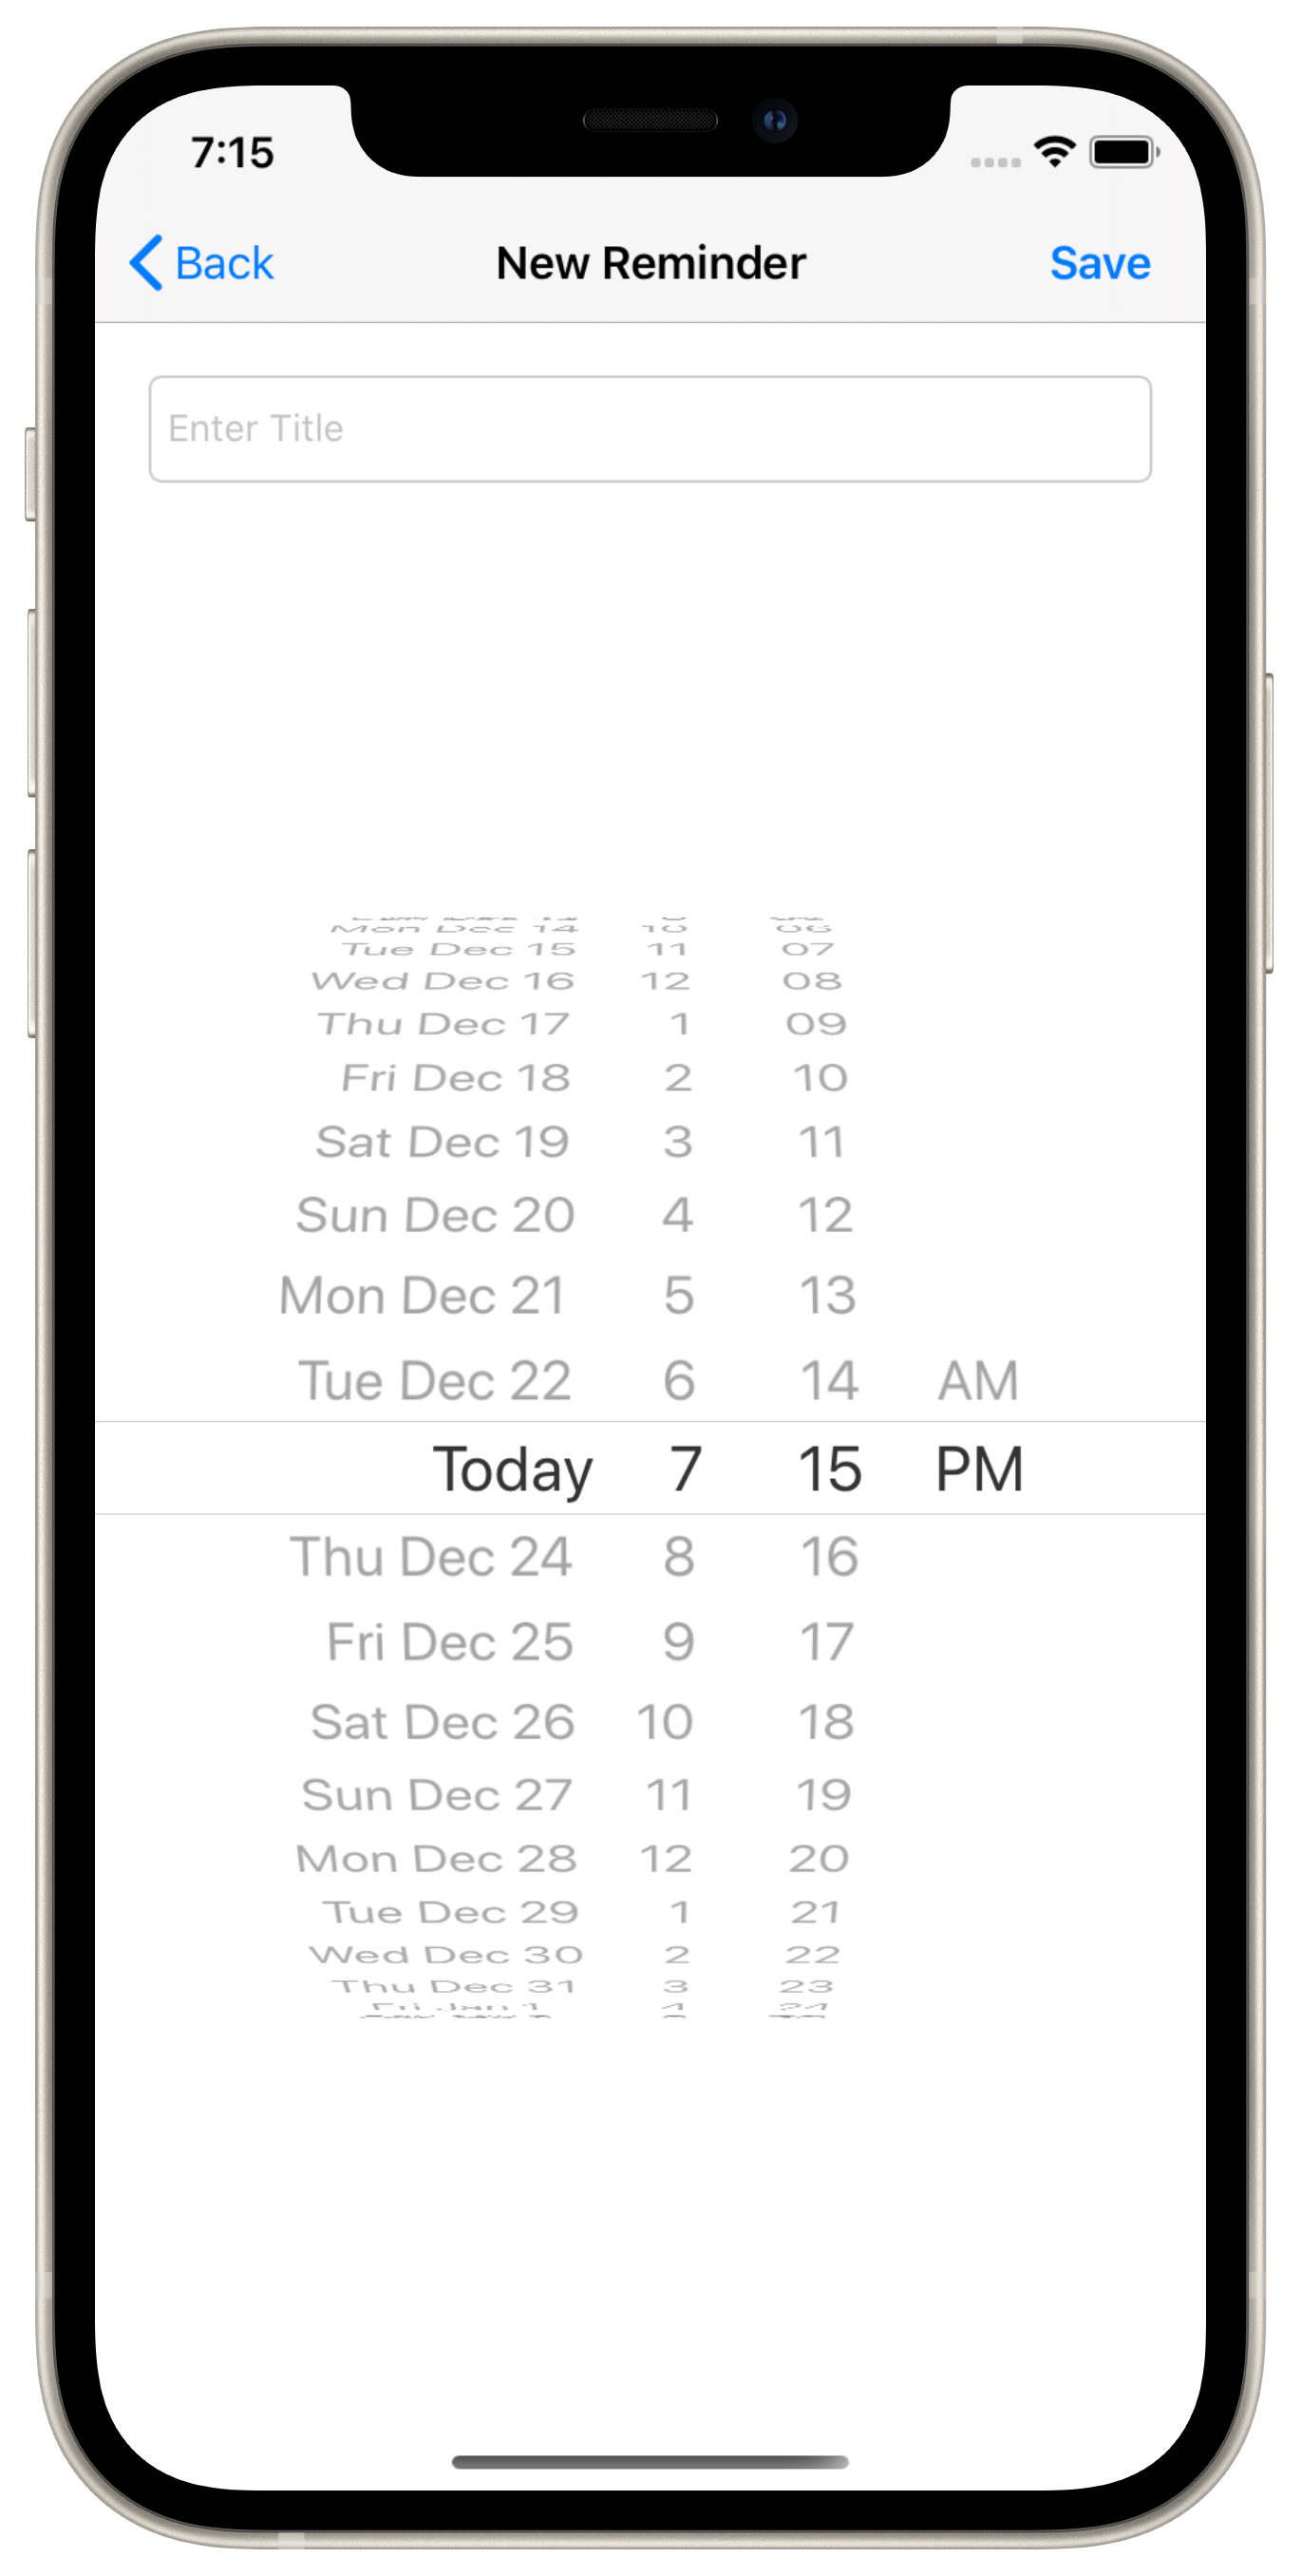 7:15
Back New Reminder Save
Enter Title
Mon Dec 14 10 06
Tue Dec 15 11 07
Wed Dec 16 12 08
Thu Dec 17 1 09
Fri Dec 18 2 10
Sat Dec 19 3 11
Sun Dec 20 4 12
Mon Dec 21 5 13
Tue Dec 22 6 14 AM
Today 7 15 PM
Thu Dec 24 8 16
Fri Dec 25 9 17
Sat Dec 26 10 18
Sun Dec 27 11 19
Mon Dec 28 12 20
Tue Dec 29 1 21
Wed Dec 30 2 22
Thu Dec 31 3 23
Fri Jan 1 4 24